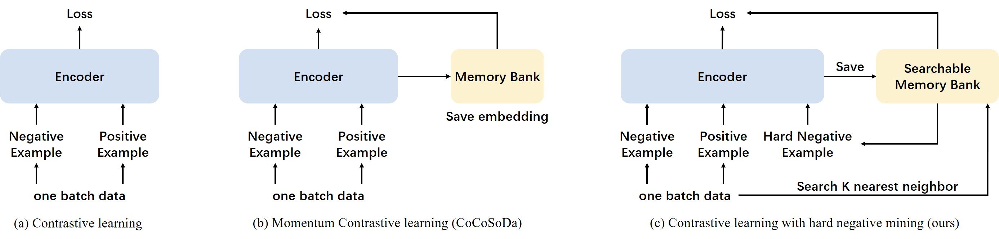 Loss
Encoder
Negative
Example
Positive
Example
one batch data
(a) Contrastive learning
Loss
Encoder
Memory Bank
Save embedding
Negative
Example
Positive
Example
one batch data
(b) Momentum Contrastive learning (CoCoSoDa)
Loss
Encoder
Save
Searchable
Memory Bank
Negative
Example
Positive
Example
Hard Negative
Example
Search K nearest neighbor
one batch data
(c) Contrastive learning with hard negative mining (ours)